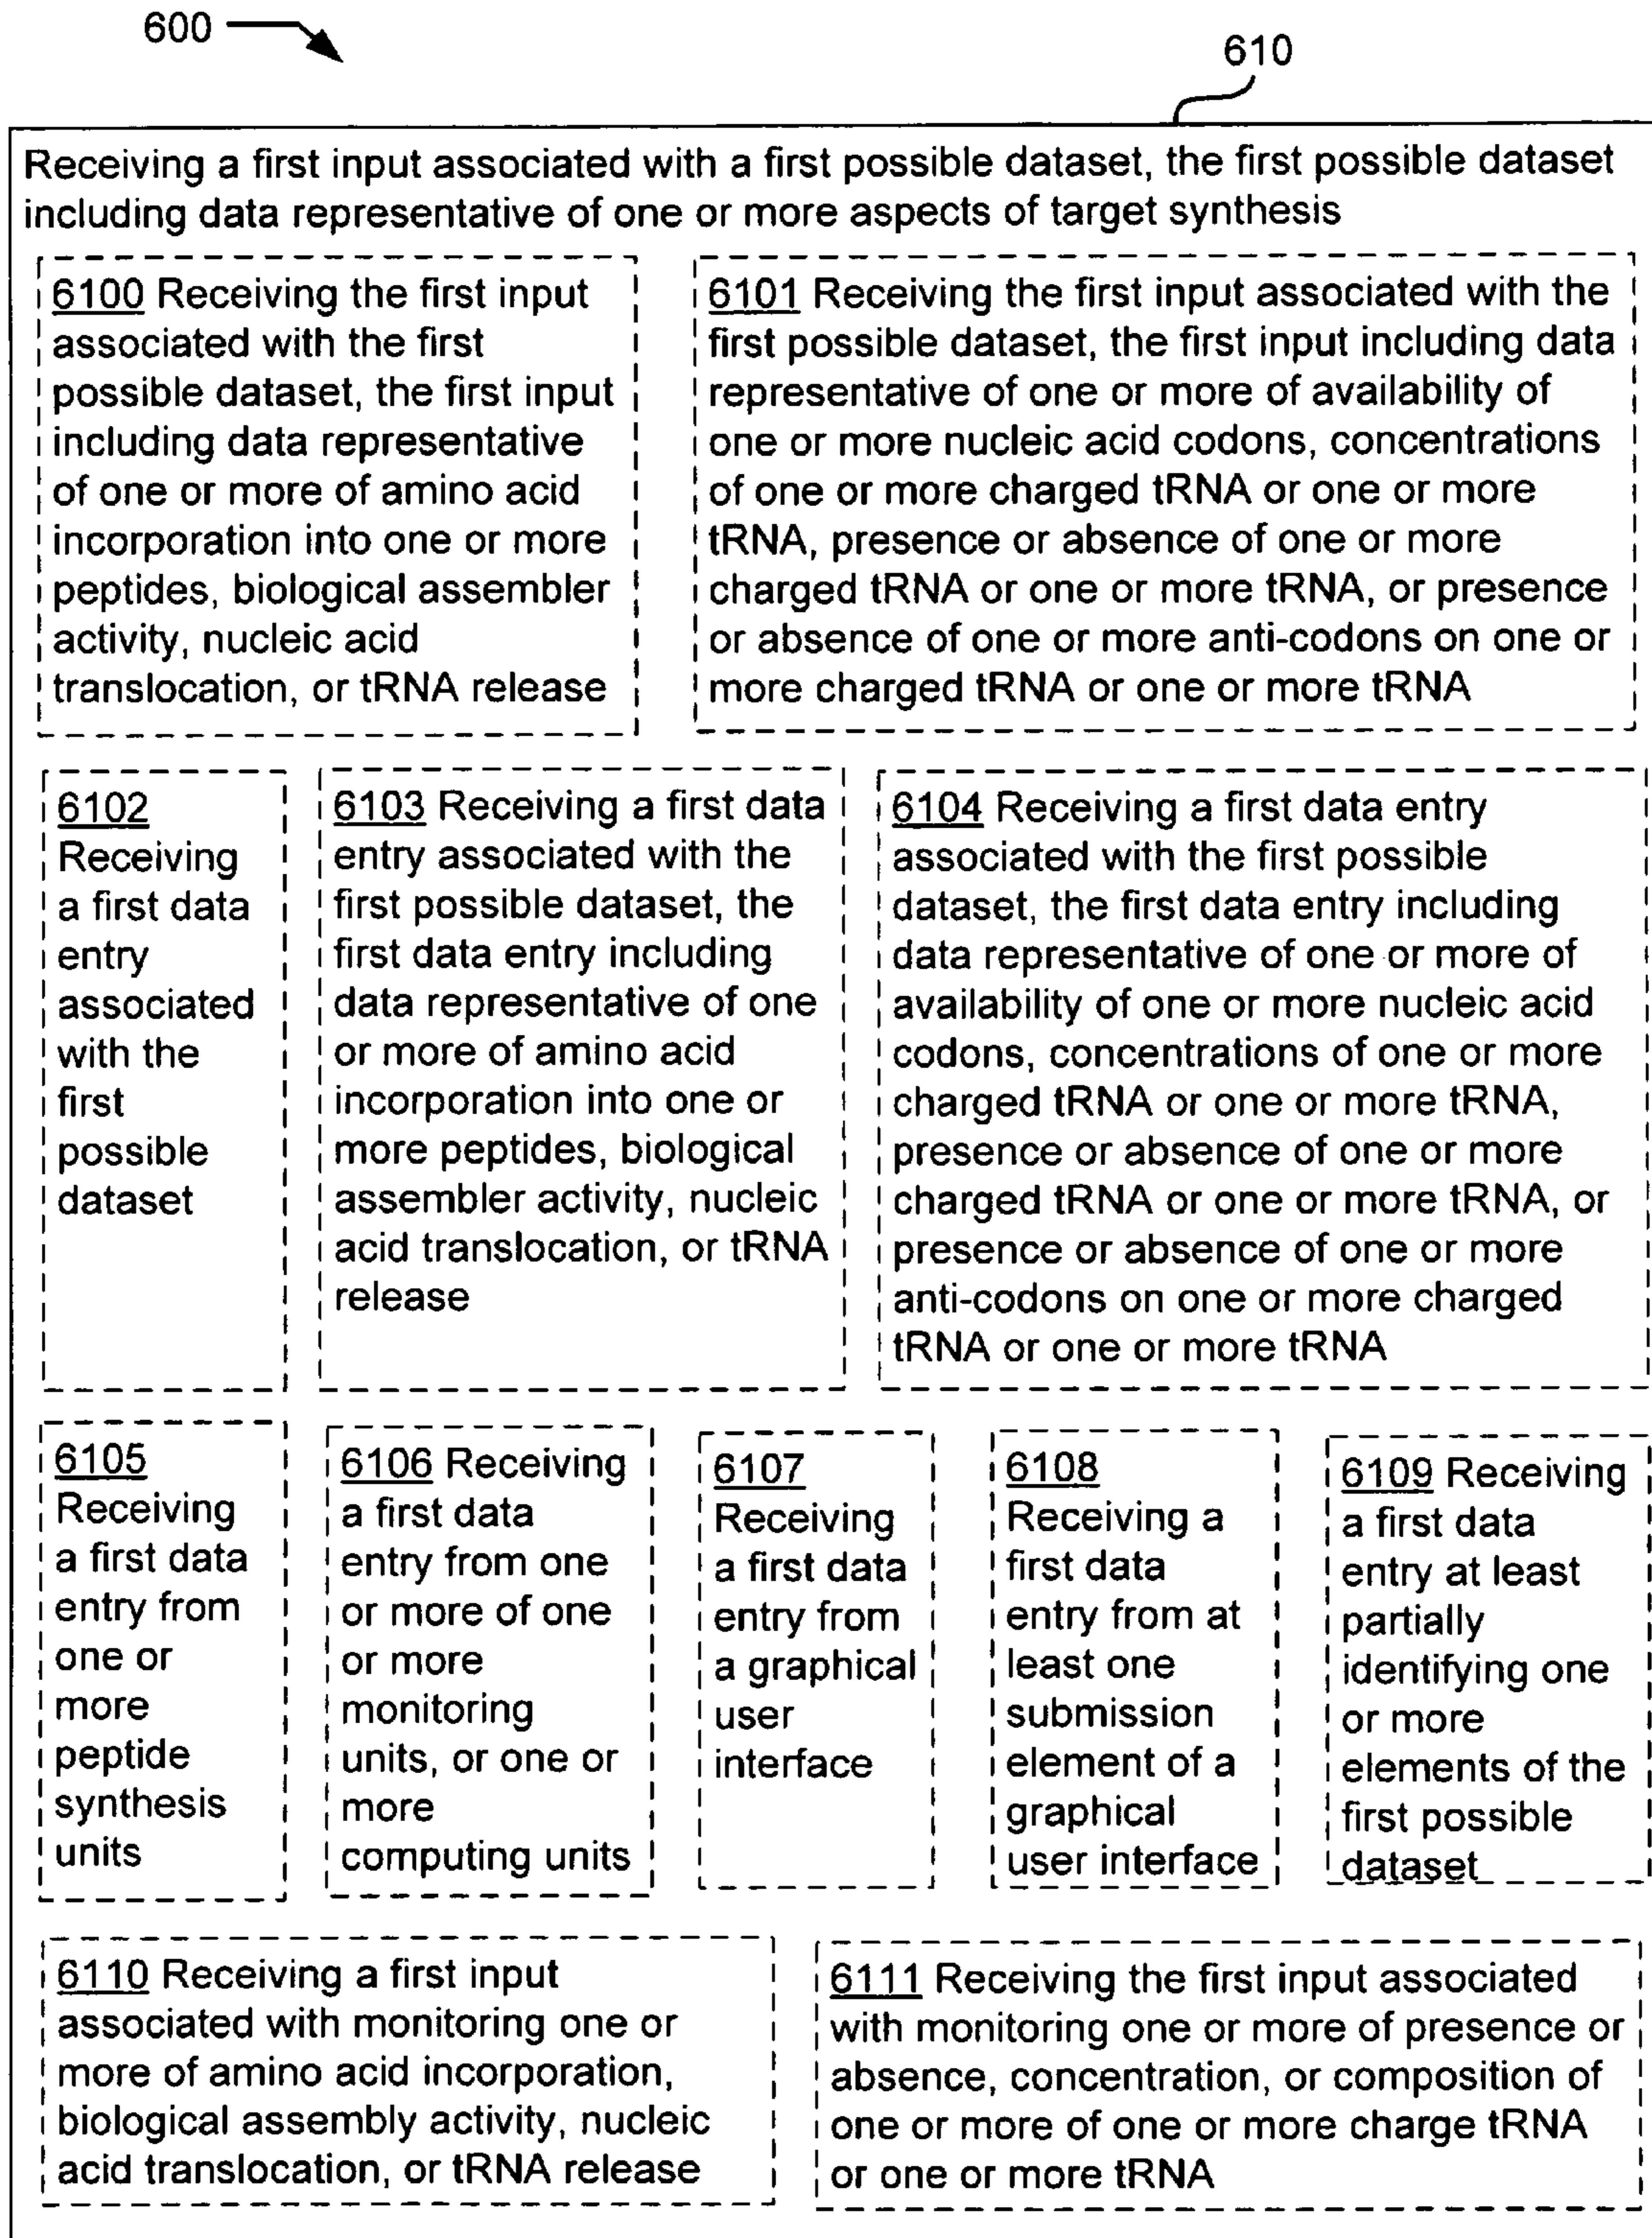 600
610
Receiving a first input associated with a first possible dataset, the first possible dataset
including data representative of one or more aspects of target synthesis
6100 Receiving the first input
associated with the first
possible dataset, the first input
including data representative
of one or more of amino acid
incorporation into one or more
peptides, biological assembler
activity, nucleic acid
translocation, or tRNA release
6101 Receiving the first input associated with the
first possible dataset, the first input including data
representative of one or more of availability of
one or more nucleic acid codons, concentrations
of one or more charged tRNA or one or more
tRNA, presence or absence of one or more
charged tRNA or one or more tRNA, or presence
or absence of one or more anti-codons on one or
more charged tRNA or one or more tRNA
6102
Receiving
a first data
entry
associated
with the
first
possible
dataset
6103 Receiving a first data
entry associated with the
first possible dataset, the
first data entry including
data representative of one
or more of amino acid
incorporation into one or
more peptides, biological
assembler activity, nucleic
acid translocation, or tRNA
release
6104 Receiving a first data entry
associated with the first possible
dataset, the first data entry including
data representative of one or more of
availability of one or more nucleic acid
codons, concentrations of one or more
charged tRNA or one or more tRNA,
presence or absence of one or more
charged tRNA or one or more tRNA, or
presence or absence of one or more
anti-codons on one or more charged
tRNA or one or more tRNA
6105
Receiving
a first data
entry from
one or
more
peptide
synthesis
units
6106 Receiving
a first data
entry from one
or more of one
or more
monitoring
units, or one or
more
computing units
6107
Receiving
a first data
entry from
a graphical
user
interface
6108
Receiving a
first data
entry from at
least one
submission
element of a
graphical
user interface
6109 Receiving
a first data
entry at least
partially
identifying one
or more
elements of the
first possible
dataset
6110 Receiving a first input
associated with monitoring one or
more of amino acid incorporation,
biological assembly activity, nucleic
acid translocation, or tRNA release
6111 Receiving the first input associated
with monitoring one or more of presence or
absence, concentration, or composition of
one or more of one or more charge tRNA
or one or more tRNA